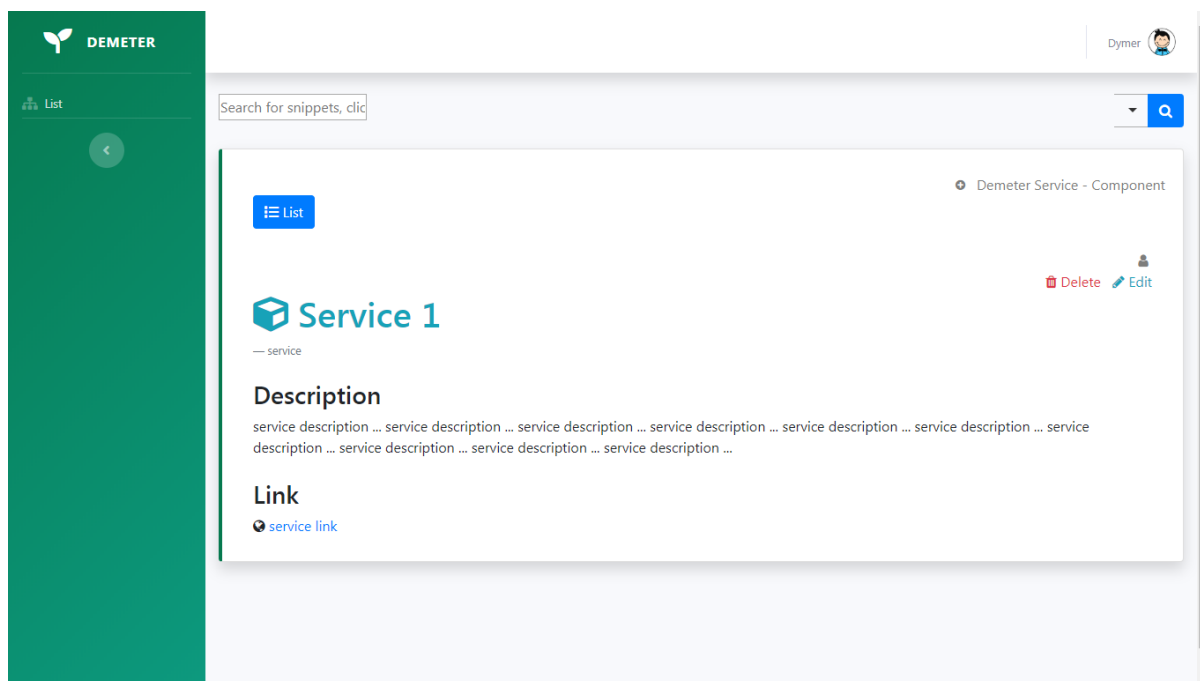 DEMETER
Dymer
List
Search for snippets, clic
Demeter Service - Component
List
Delete Edit
Service 1
— service
Description
service description ... service description ... service description ... service description ... service description ... service description ... service
description ... service description ... service description ... service description ...
Link
service link